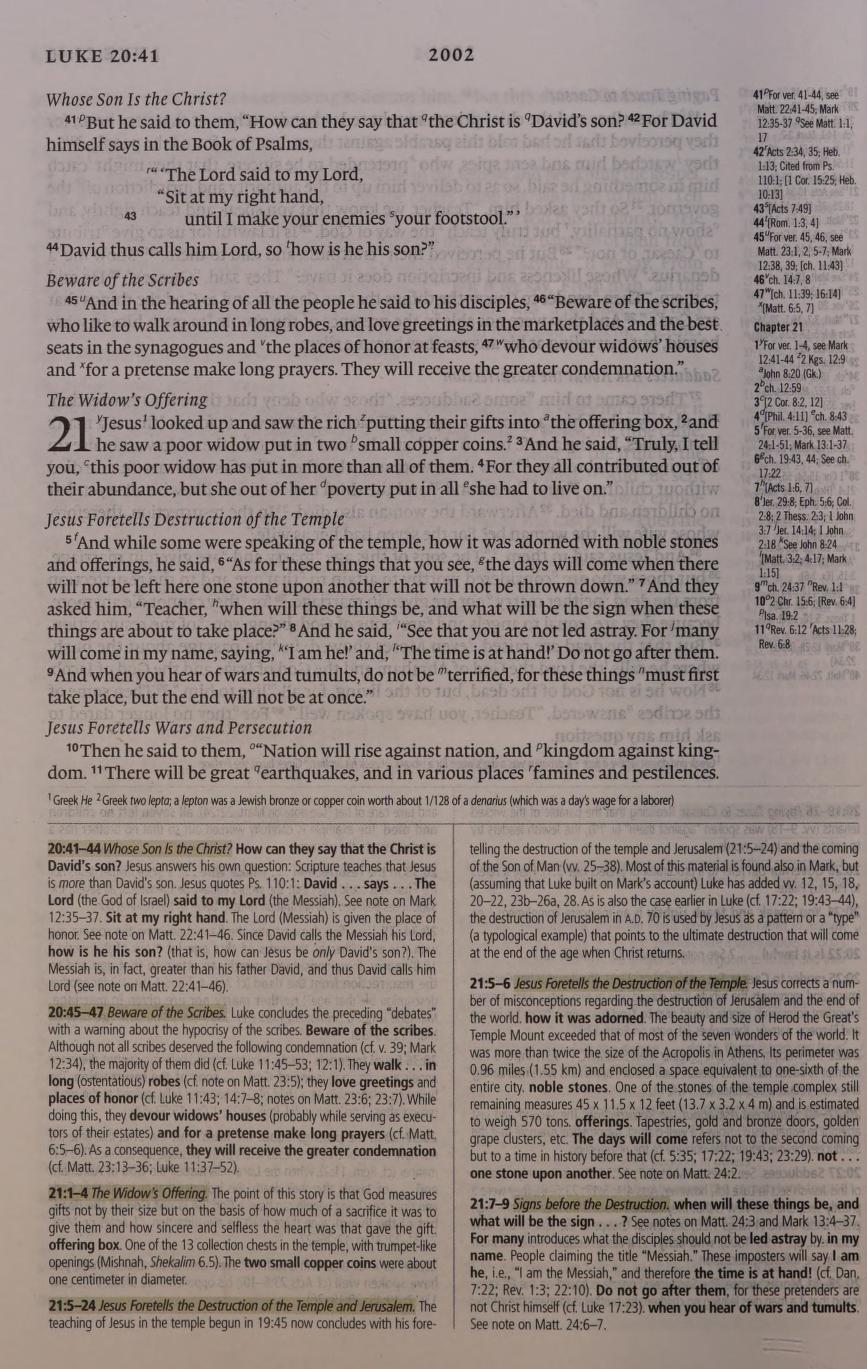 LUKE 20:41
2002
Whose Son Is the Christ?
41 pBut he said to them, “How can they say that qthe Christ is qDavid’s son? 42 For David
himself says in the Book of Psalms,
r“‘The Lord said to my Lord,
“Sit at my right hand,
43 until I make your enemies syour footstool.”’
44 David thus calls him Lord, so thow is he his son?”
Beware of the Scribes
45 uAnd in the hearing of all the people he said to his disciples, 46 “Beware of the scribes,
who like to walk around in long robes, and love greetings in the marketplaces and the best
seats in the synagogues and vthe places of honor at feasts, 47 wwho devour widows’ houses
and xfor a pretense make long prayers. They will receive the greater condemnation.”
The Widow’s Offering
21 yJesus1 looked up and saw the rich zputting their gifts into athe offering box, 2 and
he saw a poor widow put in two bsmall copper coins.2 3 And he said, “Truly, I tell
you, cthis poor widow has put in more than all of them. 4 For they all contributed out of
their abundance, but she out of her dpoverty put in all eshe had to live on.”
Jesus Foretells Destruction of the Temple
5 fAnd while some were speaking of the temple, how it was adorned with noble stones
and offerings, he said, 6 “As for these things that you see, gthe days will come when there
will not be left here one stone upon another that will not be thrown down.” 7 And they
asked him, “Teacher, hwhen will these things be, and what will be the sign when these
things are about to take place?” 8 And he said, i“See that you are not led astray. For jmany
will come in my name, saying, k‘I am he!’ and, l‘The time is at hand!’ Do not go after them.
9 And when you hear of wars and tumults, do not be mterrified, for these things nmust first
take place, but the end will not be at once.”
Jesus Foretells Wars and Persecution
10 Then he said to them, o“Nation will rise against nation, and pkingdom against king-
dom. 11 There will be great qearthquakes, and in various places rfamines and pestilences.
1 Greek He 2 Greek two lepta; a lepton was a Jewish bronze or copper coin worth about 1/128 of a denarius (which was a day’s wage for a laborer)
41 pFor ver. 41-44, see
Matt. 22:41-45; Mark
12:35-37 qSee Matt. 1:1,
17
42 rActs 2:34, 35; Heb.
1:13; Cited from Ps.
110:1; [1 Cor. 15:25; Heb.
10:13]
43 s[Acts 7:49]
44 t[Rom. 1:3, 4]
45 uFor ver. 45, 46, see
Matt. 23:1, 2, 5-7; Mark
12:38, 39; [ch. 11:43]
46 vch. 14:7, 8
47 w[ch. 11:39; 16:14]
x[Matt. 6:5, 7]
Chapter 21
1 yFor ver. 1-4, see Mark
12:41-44 z2 Kgs. 12:9
aJohn 8:20 (Gk.)
2 bch. 12:59
3 c[2 Cor. 8:2, 12]
4 d[Phil. 4:11] ech. 8:43
5 fFor ver. 5-36, see Matt.
24:1-51; Mark 13:1-37
6 gch. 19:43, 44; See ch.
17:22
7 h[Acts 1:6, 7]
8 iJer. 29:8; Eph. 5:6; Col.
2:8; 2 Thess. 2:3; 1 John
3:7 jJer. 14:14; 1 John
2:18 kSee John 8:24
l[Matt. 3:2; 4:17; Mark
1:15]
9 mch. 24:37 nRev. 1:1
10 o2 Chr. 15:6; [Rev. 6:4]
pIsa. 19:2
11 qRev. 6:12 rActs 11:28;
Rev. 6:8
20:41–44 Whose Son Is the Christ? How can they say that the Christ is
David’s son? Jesus answers his own question: Scripture teaches that Jesus
is more than David’s son. Jesus quotes Ps. 110:1: David . . . says . . . The
Lord (the God of Israel) said to my Lord (the Messiah). See note on Mark
12:35–37. Sit at my right hand. The Lord (Messiah) is given the place of
honor. See note on Matt. 22:41–46. Since David calls the Messiah his Lord,
how is he his son? (that is, how can Jesus be only David’s son?). The
Messiah is, in fact, greater than his father David, and thus David calls him
Lord (see note on Matt. 22:41–46).
20:45–47 Beware of the Scribes. Luke concludes the preceding “debates”
with a warning about the hypocrisy of the scribes. Beware of the scribes.
Although not all scribes deserved the following condemnation (cf. v. 39; Mark
12:34), the majority of them did (cf. Luke 11:45–53; 12:1). They walk . . . in
long (ostentatious) robes (cf. note on Matt. 23:5); they love greetings and
places of honor (cf. Luke 11:43; 14:7–8; notes on Matt. 23:6; 23:7). While
doing this, they devour widows’ houses (probably while serving as execu-
tors of their estates) and for a pretense make long prayers (cf. Matt.
6:5–6). As a consequence, they will receive the greater condemnation
(cf. Matt. 23:13–36; Luke 11:37–52).
21:1–4 The Widow’s Offering. The point of this story is that God measures
gifts not by their size but on the basis of how much of a sacrifice it was to
give them and how sincere and selfless the heart was that gave the gift.
offering box. One of the 13 collection chests in the temple, with trumpet-like
openings (Mishnah, Shekalim 6.5). The two small copper coins were about
one centimeter in diameter.
21:5–24 Jesus Foretells the Destruction of the Temple and Jerusalem. The
teaching of Jesus in the temple begun in 19:45 now concludes with his fore-
telling the destruction of the temple and Jerusalem (21:5–24) and the coming
of the Son of Man (vv. 25–38). Most of this material is found also in Mark, but
(assuming that Luke built on Mark’s account) Luke has added vv. 12, 15, 18,
20–22, 23b–26a, 28. As is also the case earlier in Luke (cf. 17:22; 19:43–44),
the destruction of Jerusalem in A.D. 70 is used by Jesus as a pattern or a “type”
(a typological example) that points to the ultimate destruction that will come
at the end of the age when Christ returns.
21:5–6 Jesus Foretells the Destruction of the Temple. Jesus corrects a num-
ber of misconceptions regarding the destruction of Jerusalem and the end of
the world. how it was adorned. The beauty and size of Herod the Great’s
Temple Mount exceeded that of most of the seven wonders of the world. It
was more than twice the size of the Acropolis in Athens. Its perimeter was
0.96 miles (1.55 km) and enclosed a space equivalent to one-sixth of the
entire city. noble stones. One of the stones of the temple complex still
remaining measures 45 x 11.5 x 12 feet (13.7 x 3.2 x 4 m) and is estimated
to weigh 570 tons. offerings. Tapestries, gold and bronze doors, golden
grape clusters, etc. The days will come refers not to the second coming
but to a time in history before that (cf. 5:35; 17:22; 19:43; 23:29). not . . .
one stone upon another. See note on Matt. 24:2.
21:7–9 Signs before the Destruction. when will these things be, and
what will be the sign . . . ? See notes on Matt. 24:3 and Mark 13:4–37.
For many introduces what the disciples should not be led astray by. in my
name. People claiming the title “Messiah.” These imposters will say I am
he, i.e., “I am the Messiah,” and therefore the time is at hand! (cf. Dan.
7:22; Rev. 1:3; 22:10). Do not go after them, for these pretenders are
not Christ himself (cf. Luke 17:23). when you hear of wars and tumults.
See note on Matt. 24:6–7.